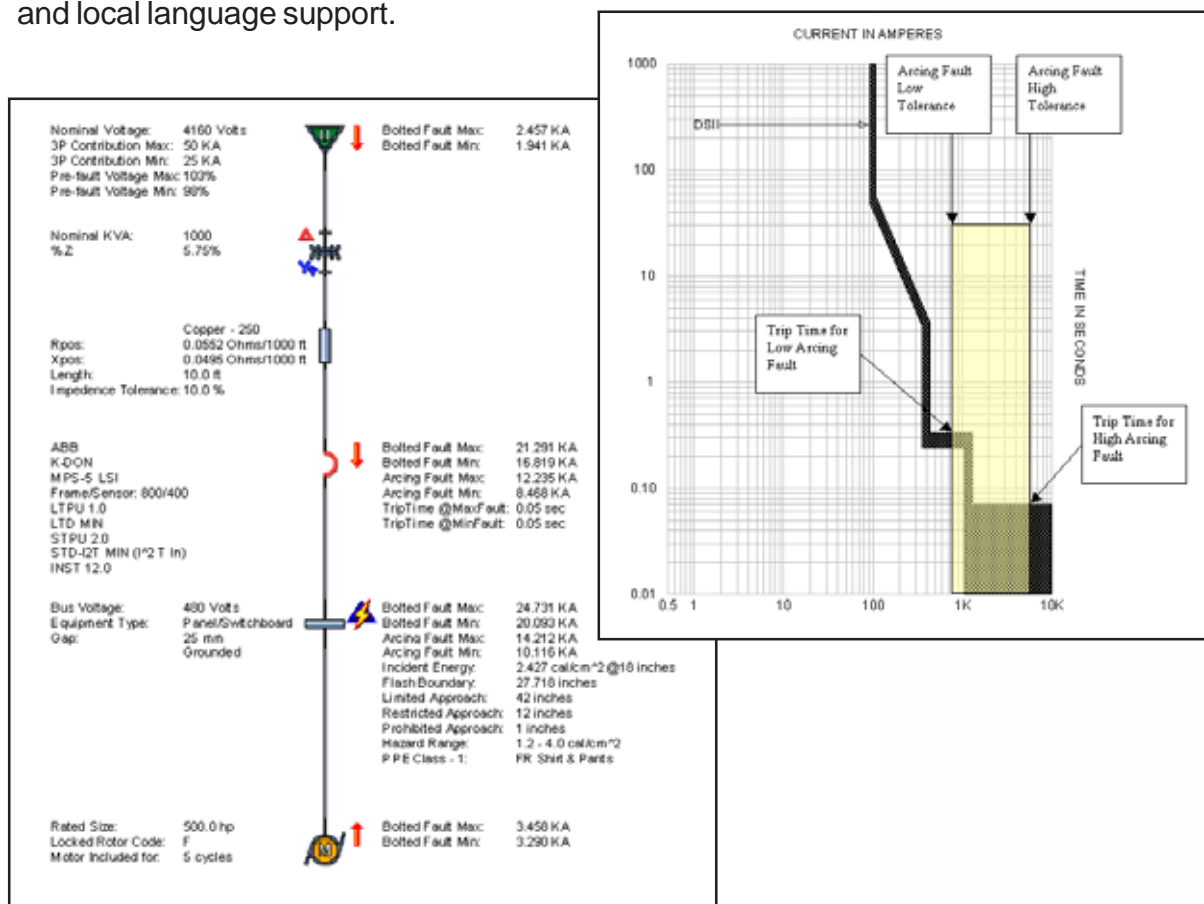 and local language support.
Nominal Voltage: 4160 Volts
3P Contribution Max: 50 KA
3P Contribution Min: 25 KA
Pre-fault Voltage Max: 103%
Pre-fault Voltage Min: 98%
Bolted Fault Max: 2.457 KA
Bolted Fault Min: 1.941 KA
Nominal KVA: 1000
%Z 5.75%
Copper - 250
Rpos: 0.0552 Ohms/1000 ft
Xpos: 0.0495 Ohms/1000 ft
Length: 10.0 ft
Impedence Tolerance: 10.0 %
ABB
K-DON
MPS-5 LSI
Frame/Sensor: 800/400
LTPU 1.0
LTD MIN
STPU 2.0
STD-I2T MIN (I^2 T In)
INST 12.0
Bolted Fault Max: 21.291 KA
Bolted Fault Min: 16.819 KA
Arcing Fault Max: 12.235 KA
Arcing Fault Min: 8.468 KA
TripTime @MaxFault: 0.05 sec
TripTime @MinFault: 0.05 sec
Bus Voltage: 480 Volts
Equipment Type: Panel/Switchboard
Gap: 25 mm
Grounded
Bolted Fault Max: 24.731 KA
Bolted Fault Min: 20.093 KA
Arcing Fault Max: 14.212 KA
Arcing Fault Min: 10.116 KA
Incident Energy: 2.427 cal/cm^2 @18 inches
Flash Boundary: 27.718 inches
Limited Approach: 42 inches
Restricted Approach: 12 inches
Prohibited Approach: 1 inches
Hazard Range: 1.2 - 4.0 cal/cm^2
PPE Class - 1: FR Shirt & Pants
Rated Size: 500.0 hp
Locked Rotor Code: F
Motor Included for: 5 cycles
Bolted Fault Max: 3.458 KA
Bolted Fault Min: 3.290 KA
CURRENT IN AMPERES
1000
100
10
1
0.10
0.01
0.5 1 10 100 1K 10K
TIME IN SECONDS
DSII
Arcing Fault
Low
Tolerance
Arcing Fault
High
Tolerance
Trip Time for
Low Arcing
Fault
Trip Time for
High Arcing
Fault